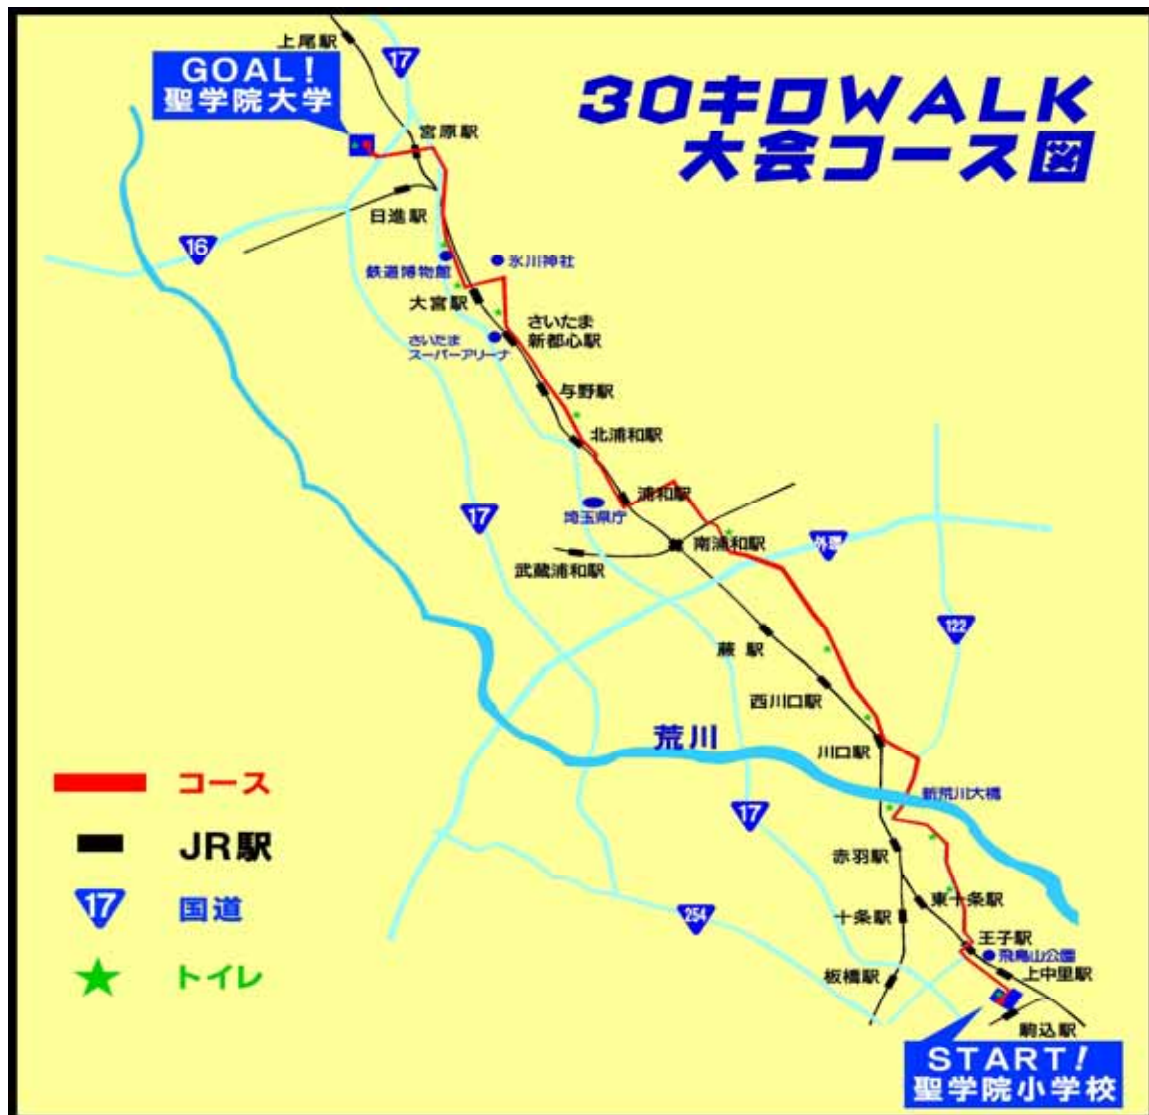 上尾駅
17
GOAL!
聖学院大学
30キロWALK
大会コース図
宮原駅
日進駅
16
鉄道博物館
氷川神社
大宮駅
さいたま
新都心駅
さいたま
スーパーアリーナ
与野駅
北浦和駅
浦和駅
埼玉県庁
17
南浦和駅
外環
武蔵浦和駅
122
蕨 駅
西川口駅
荒川
川口駅
コース
新荒川大橋
17
JR駅
赤羽駅
17
国道
254
十条駅
東十条駅
王子駅
飛鳥山公園
上中里駅
トイレ
板橋駅
駒込駅
START!
聖学院小学校